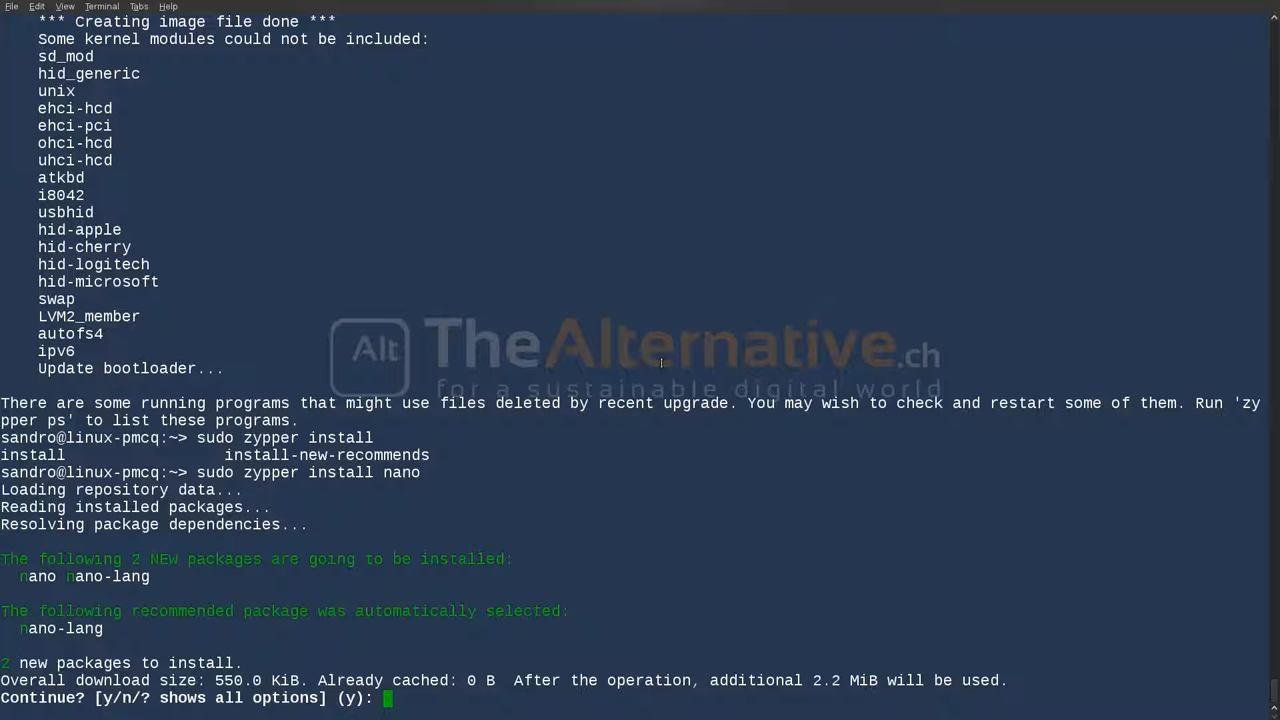 File Edit View Terminal Tabs Help
*** Creating image file done ***
Some kernel modules could not be included:
sd_mod
hid_generic
unix
ehci-hcd
ehci-pci
ohci-hcd
uhci-hcd
atkbd
i8042
usbhid
hid-apple
hid-cherry
hid-logitech
hid-microsoft
swap
LVM2_member
autofs4
ipv6
Update bootloader...
Alt TheAlternative.ch
for a sustainable digital world
There are some running programs that might use files deleted by recent upgrade. You may wish to check and restart some of them. Run 'zy
pper ps' to list these programs.
sandro@linux-pmcq:~> sudo zypper install
install install-new-recommends
sandro@linux-pmcq:~> sudo zypper install nano
Loading repository data...
Reading installed packages...
Resolving package dependencies...
The following 2 NEW packages are going to be installed:
nano nano-lang
The following recommended package was automatically selected:
nano-lang
2 new packages to install.
Overall download size: 550.0 KiB. Already cached: 0 B After the operation, additional 2.2 MiB will be used.
Continue? [y/n/? shows all options] (y):